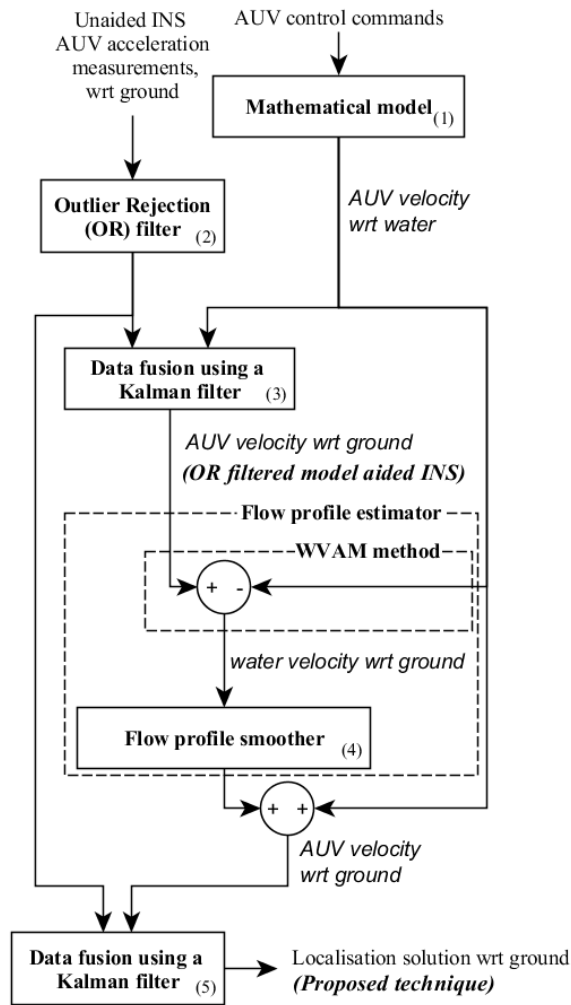 Unaided INS
AUV acceleration
measurements,
wrt ground
AUV control commands
Mathematical model
(1)
AUV velocity
wrt water
Outlier Rejection
(OR) filter
(2)
Data fusion using a
Kalman filter
(3)
AUV velocity wrt ground
(OR filtered model aided INS)
Flow profile estimator
WVAM method
+ -
water velocity wrt ground
Flow profile smoother
(4)
+ +
AUV velocity
wrt ground
Data fusion using a
Kalman filter
(5)
Localisation solution wrt ground
(Proposed technique)